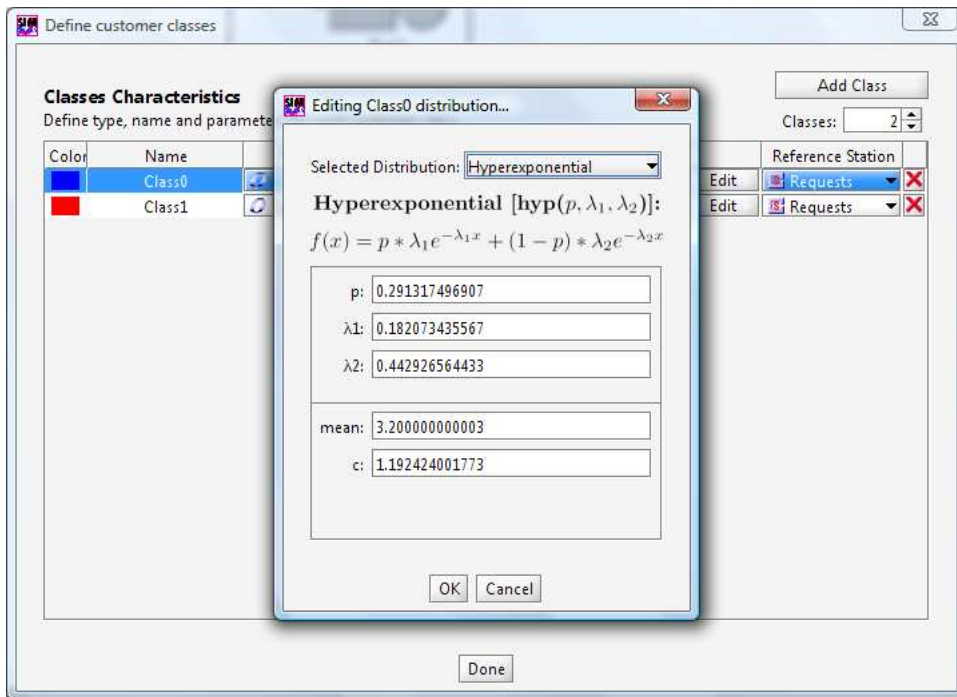 Define customer classes
Classes Characteristics
Define type, name and paramete
Add Class
Classes: 2
Color Name Reference Station
Class0 Edit Requests
Class1 Edit Requests
Editing Class0 distribution...
Selected Distribution: Hyperexponential
Hyperexponential [hyp(p, λ₁, λ₂)]:
f(x) = p * λ₁e^{-λ₁x} + (1 − p) * λ₂e^{-λ₂x}
p: 0.291317496907
λ1: 0.182073435567
λ2: 0.442926564433
mean: 3.200000000003
c: 1.192424001773
OK Cancel
Done